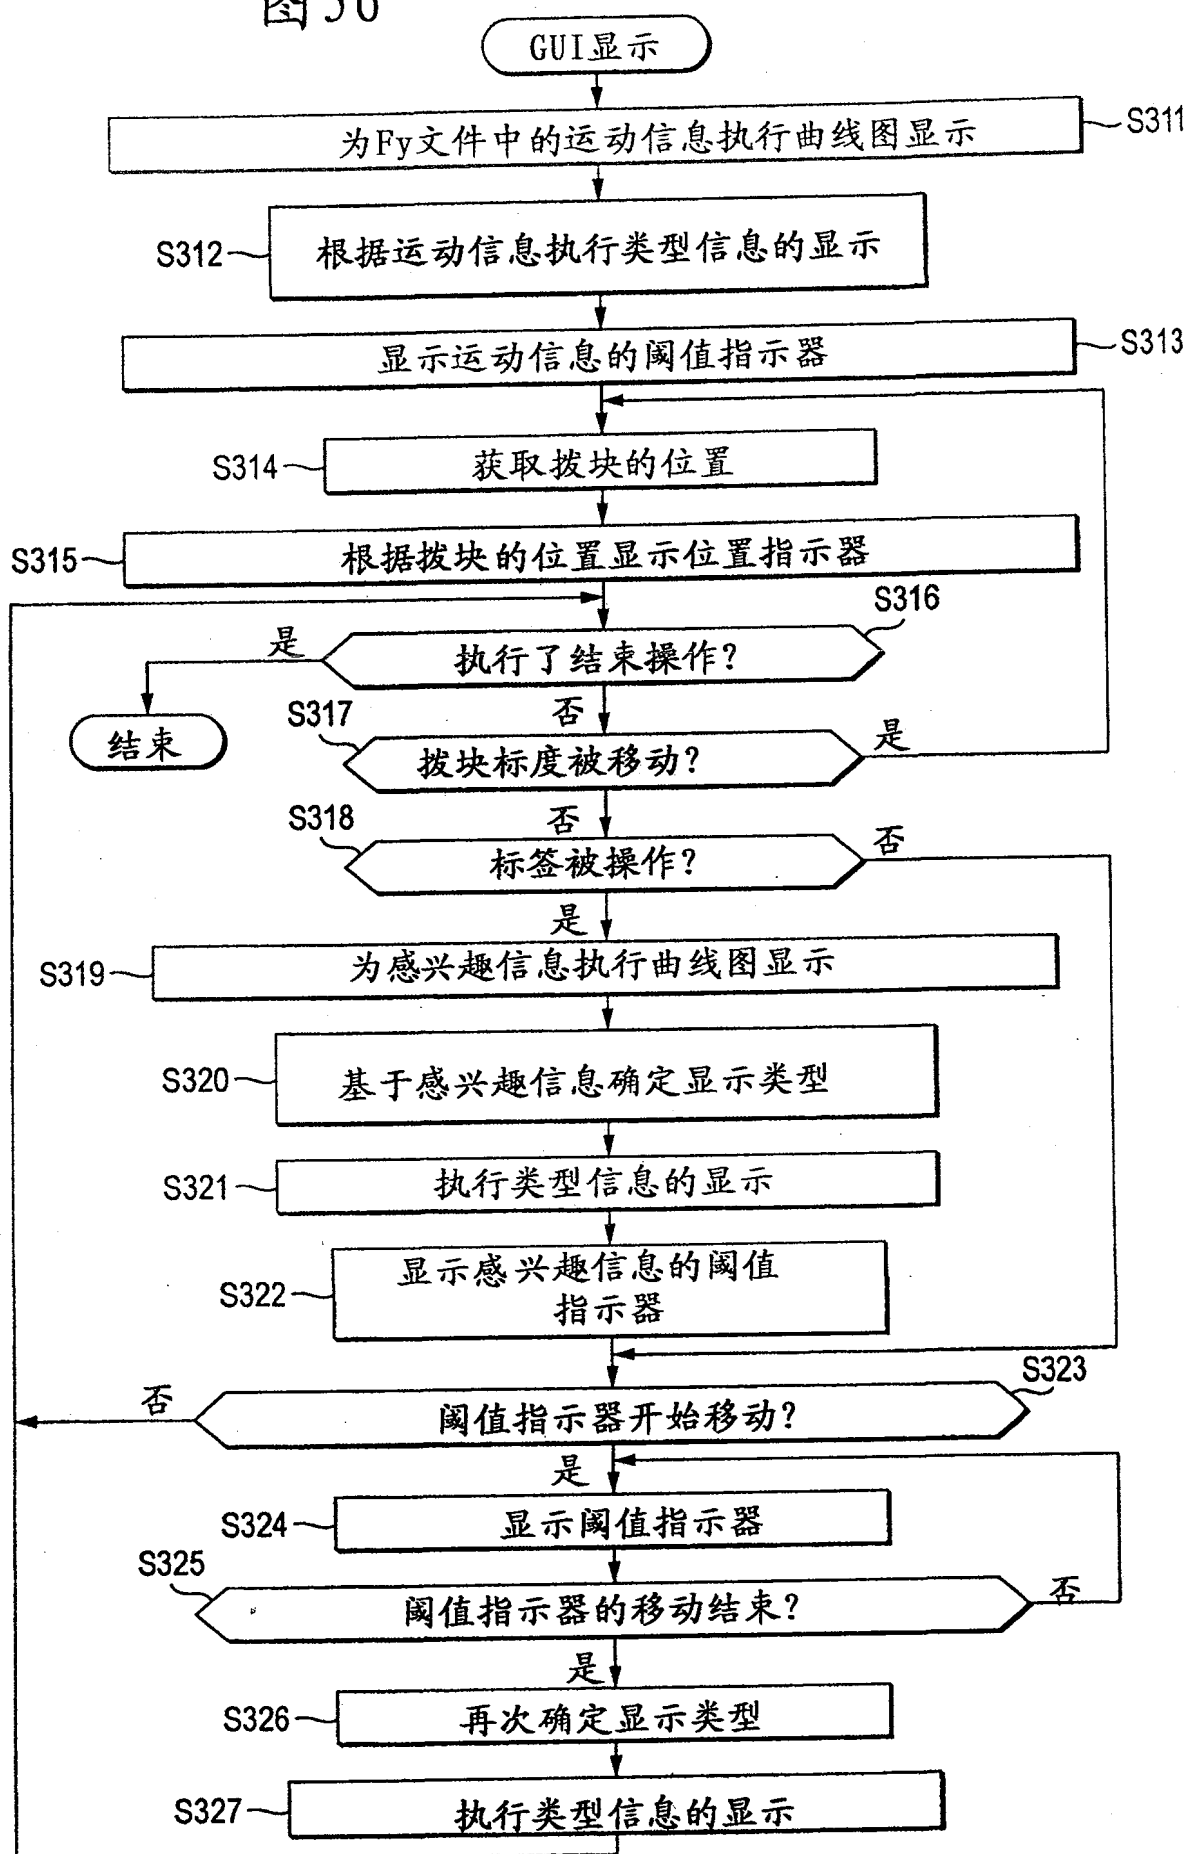 图36
GUI显示
为Fy文件中的运动信息执行曲线图显示
S311
S312
根据运动信息执行类型信息的显示
显示运动信息的阈值指示器
S313
S314
获取拨块的位置
S315
根据拨块的位置显示位置指示器
S316
是
执行了结束操作?
结束
否
S317
拨块标度被移动?
是
否
S318
标签被操作?
否
是
S319
为感兴趣信息执行曲线图显示
S320
基于感兴趣信息确定显示类型
S321
执行类型信息的显示
S322
显示感兴趣信息的阈值
指示器
S323
否
阈值指示器开始移动?
是
S324
显示阈值指示器
S325
阈值指示器的移动结束?
否
是
S326
再次确定显示类型
S327
执行类型信息的显示